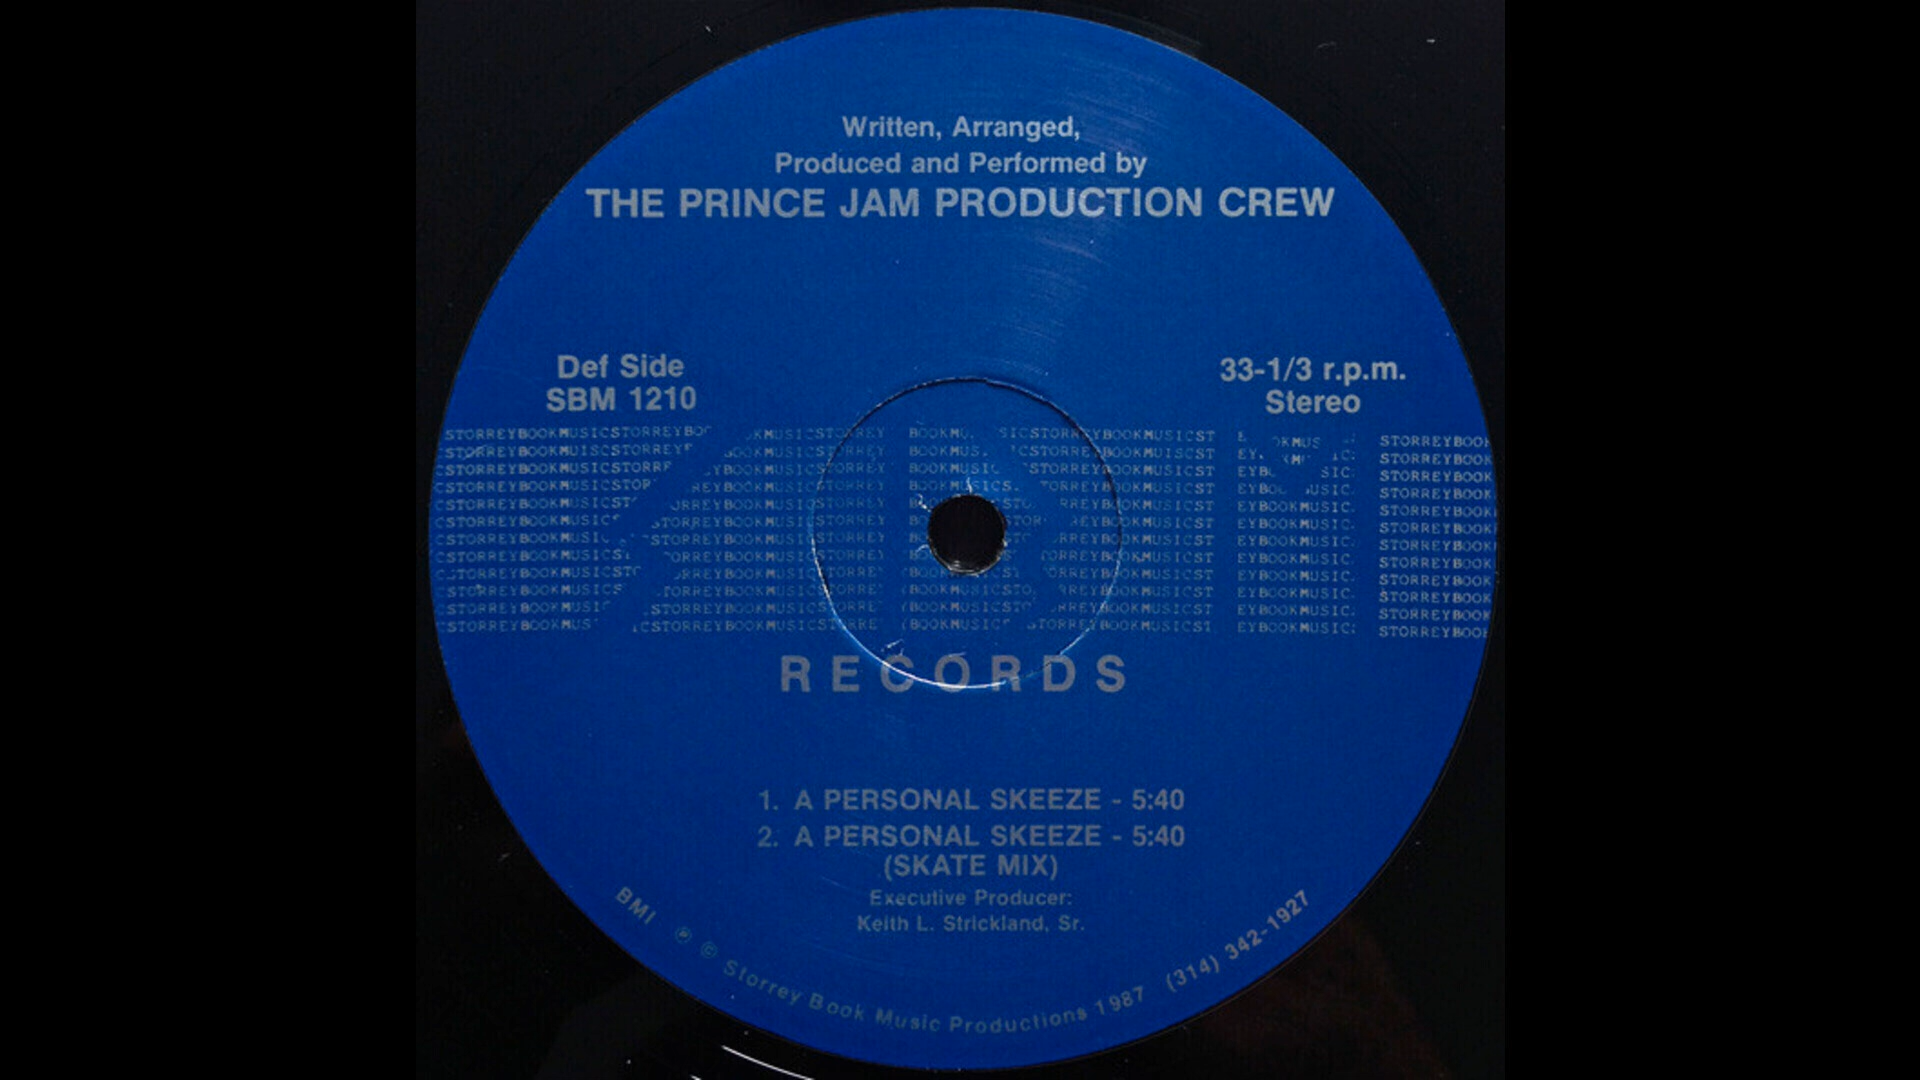 Written, Arranged,
Produced and Performed by
THE PRINCE JAM PRODUCTION CREW
Def Side
SBM 1210
33-1/3 r.p.m.
Stereo
RECORDS
1. A PERSONAL SKEEZE - 5:40
2. A PERSONAL SKEEZE - 5:40
(SKATE MIX)
Executive Producer:
Keith L. Strickland, Sr.
BMI ℗ © Storrey Book Music Productions 1987 (314) 342-1927